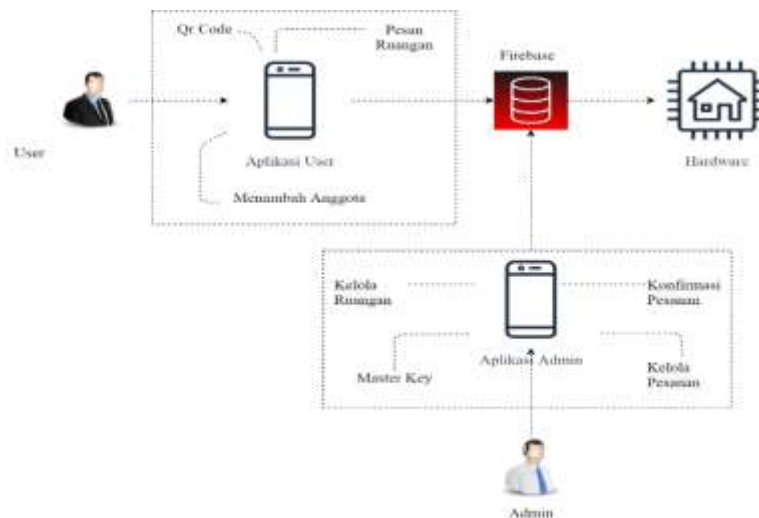 Qr Code
Pesan
Ruangan
Firebase
User
Aplikasi User
Hardware
Menambah Anggota
Kelola
Ruangan
Konfirmasi
Pesanan
Aplikasi Admin
Master Key
Kelola
Pesanan
Admin